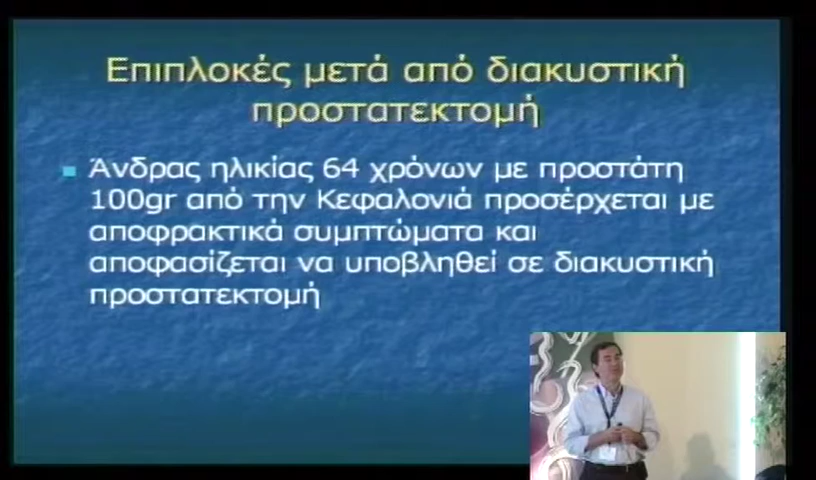 Επιπλοκές μετά από διακυστική
προστατεκτομή
Άνδρας ηλικίας 64 χρόνων με προστάτη
100gr από την Κεφαλονιά προσέρχεται με
αποφρακτικά συμπτώματα και
αποφασίζεται να υποβληθεί σε διακυστική
προστατεκτομή